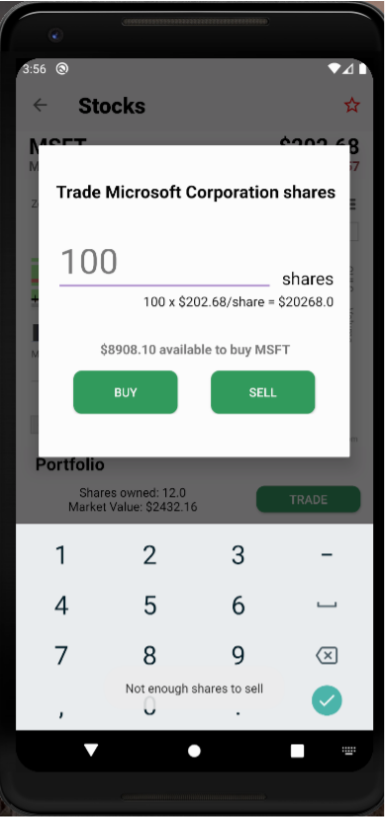 3:56
Stocks
MSFT $202.68
Trade Microsoft Corporation shares
100
shares
100 x $202.68/share = $20268.0
$8908.10 available to buy MSFT
BUY SELL
Portfolio
Shares owned: 12.0
Market Value: $2432.16
TRADE
1 2 3 -
4 5 6
7 8 9
Not enough shares to sell
, 0 .